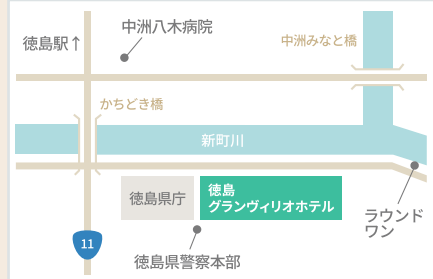 中洲八木病院
徳島駅↑
中洲みなと橋
かちどき橋
新町川
徳島県庁
徳島
グランヴィリオホテル
ラウンド
ワン
11
徳島県警察本部